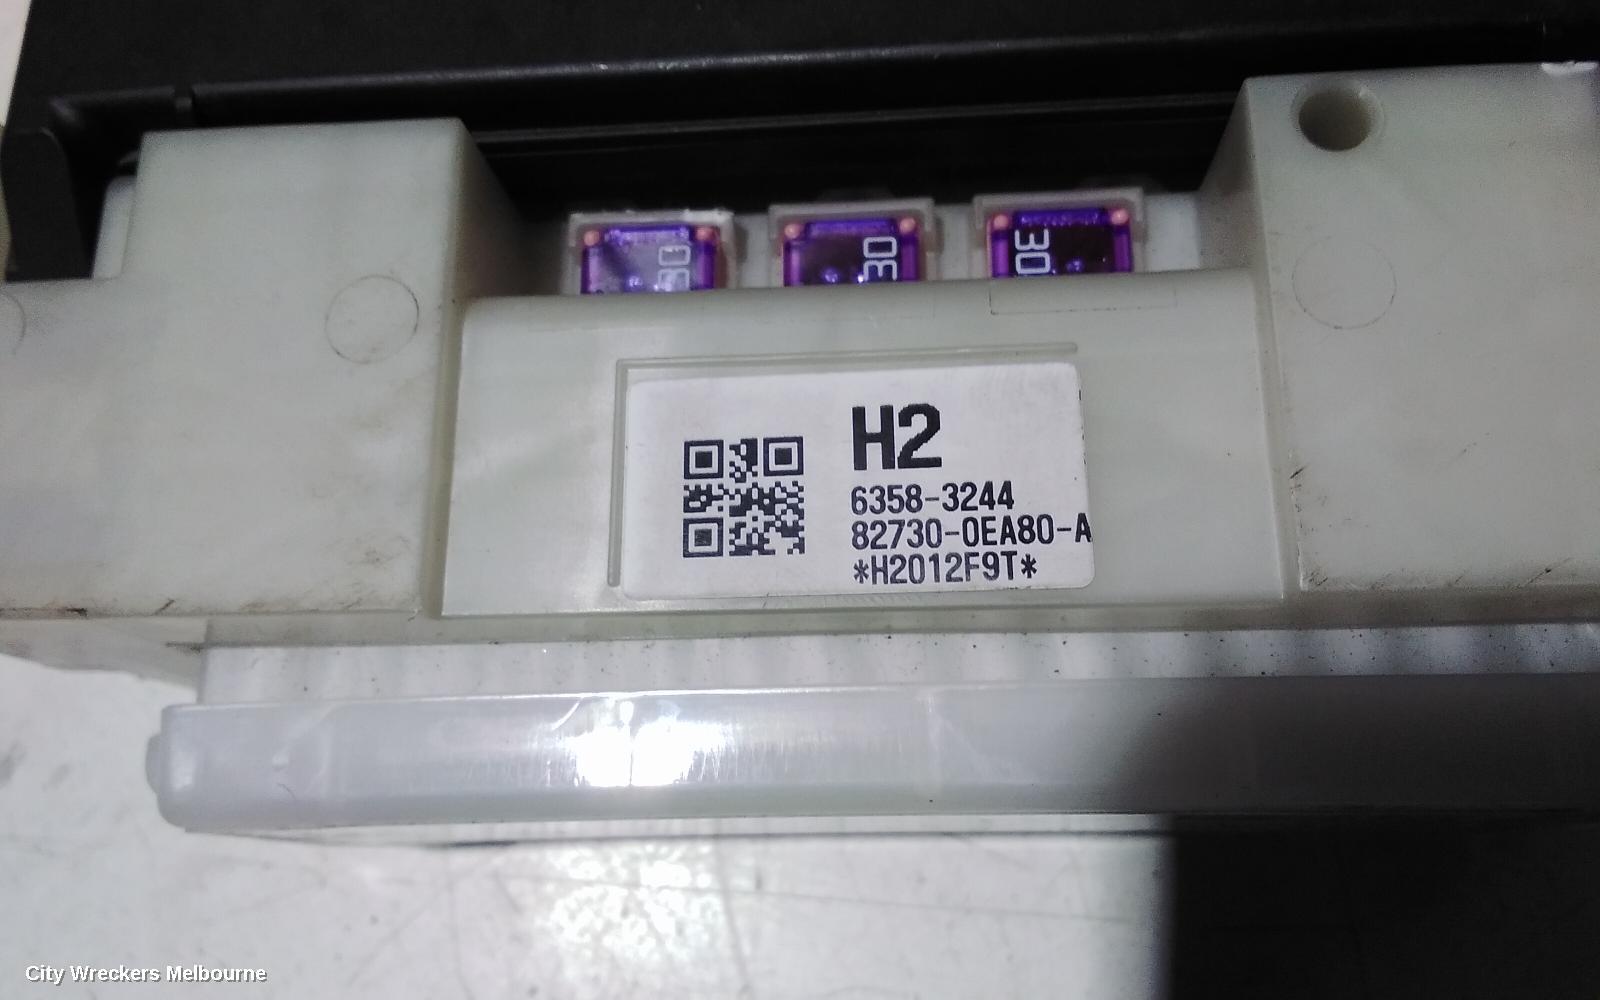 30
30
30
H2
6358-3244
82730-0EA80-A
*H2012F9T*
City Wreckers Melbourne